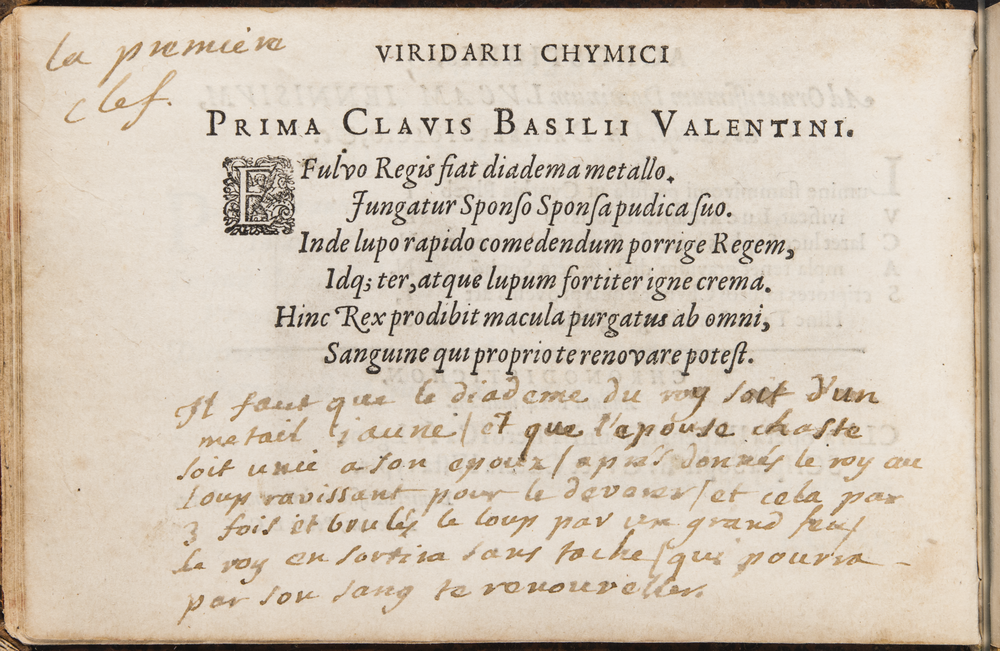 la premiere
clef.
VIRIDARII CHYMICI
PRIMA CLAVIS BASILII VALENTINI.
E Fulvo Regis fiat diadema metallo.
Jungatur Sponſo Sponſa pudica ſuo.
Inde lupo rapido comedendum porrige Regem,
Idq; ter, atque lupum fortiter igne crema.
Hinc Rex prodibit macula purgatus ab omni,
Sanguine qui proprio te renovare poteſt.
Il faut que le diademe du roy soit d'un
metail jaune / et que l'epouse chaste
soit unie a son epoux / apres donnés le roy au
loup ravissant pour le devorer / et cela par
3 fois et brulés le loup par un grand feu /
le roy en sortira sans tache / qui pourra
par son sang te renouveller.